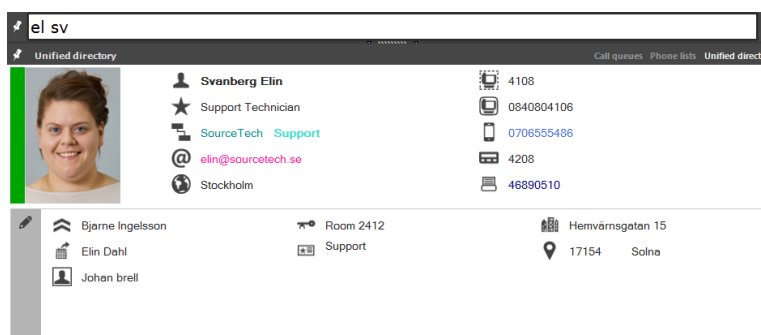 el sv
Unified directory Call queues Phone lists Unified direct
Svanberg Elin 4108
Support Technician 0840804106
SourceTech Support 0706555486
elin@sourcetech.se 4208
Stockholm 46890510
Bjarne Ingelsson Room 2412 Hemvärnsgatan 15
Elin Dahl Support 17154 Solna
Johan brell